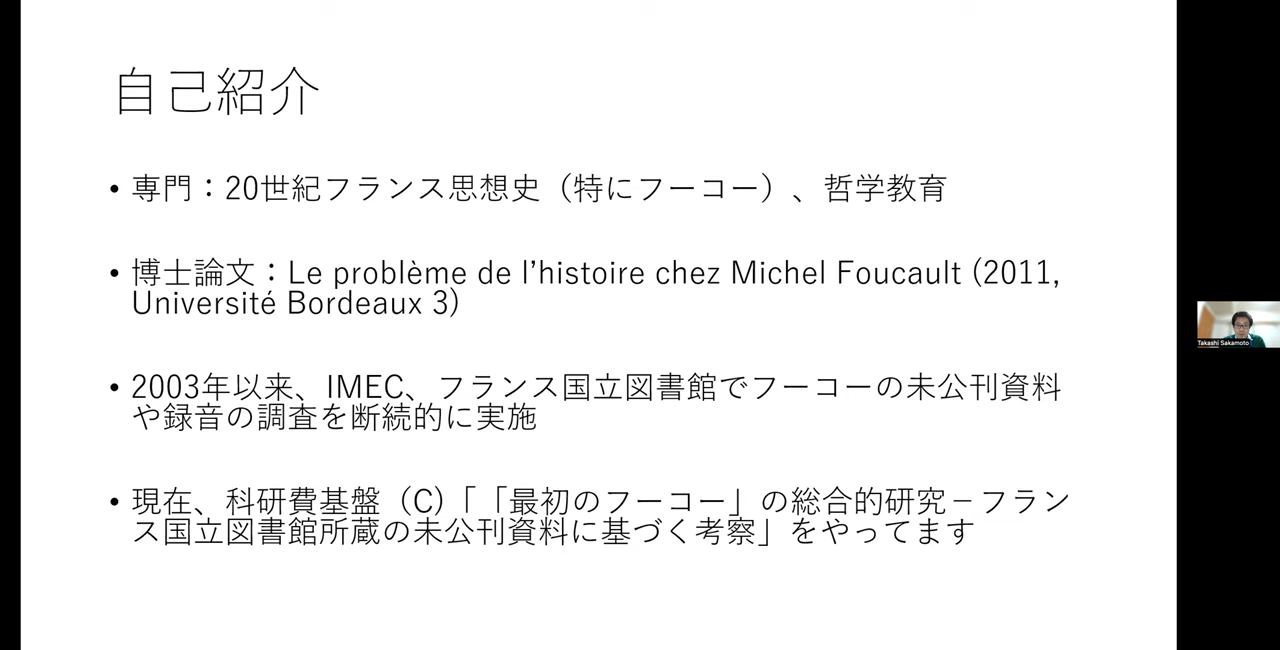 自己紹介
• 専門：20世紀フランス思想史（特にフーコー）、哲学教育
• 博士論文：Le problème de l’histoire chez Michel Foucault (2011,
Université Bordeaux 3)
• 2003年以来、IMEC、フランス国立図書館でフーコーの未公刊資料
や録音の調査を断続的に実施
• 現在、科研費基盤（C)「「最初のフーコー」の総合的研究－フラン
ス国立図書館所蔵の未公刊資料に基づく考察」をやってます
Takashi Sakamoto